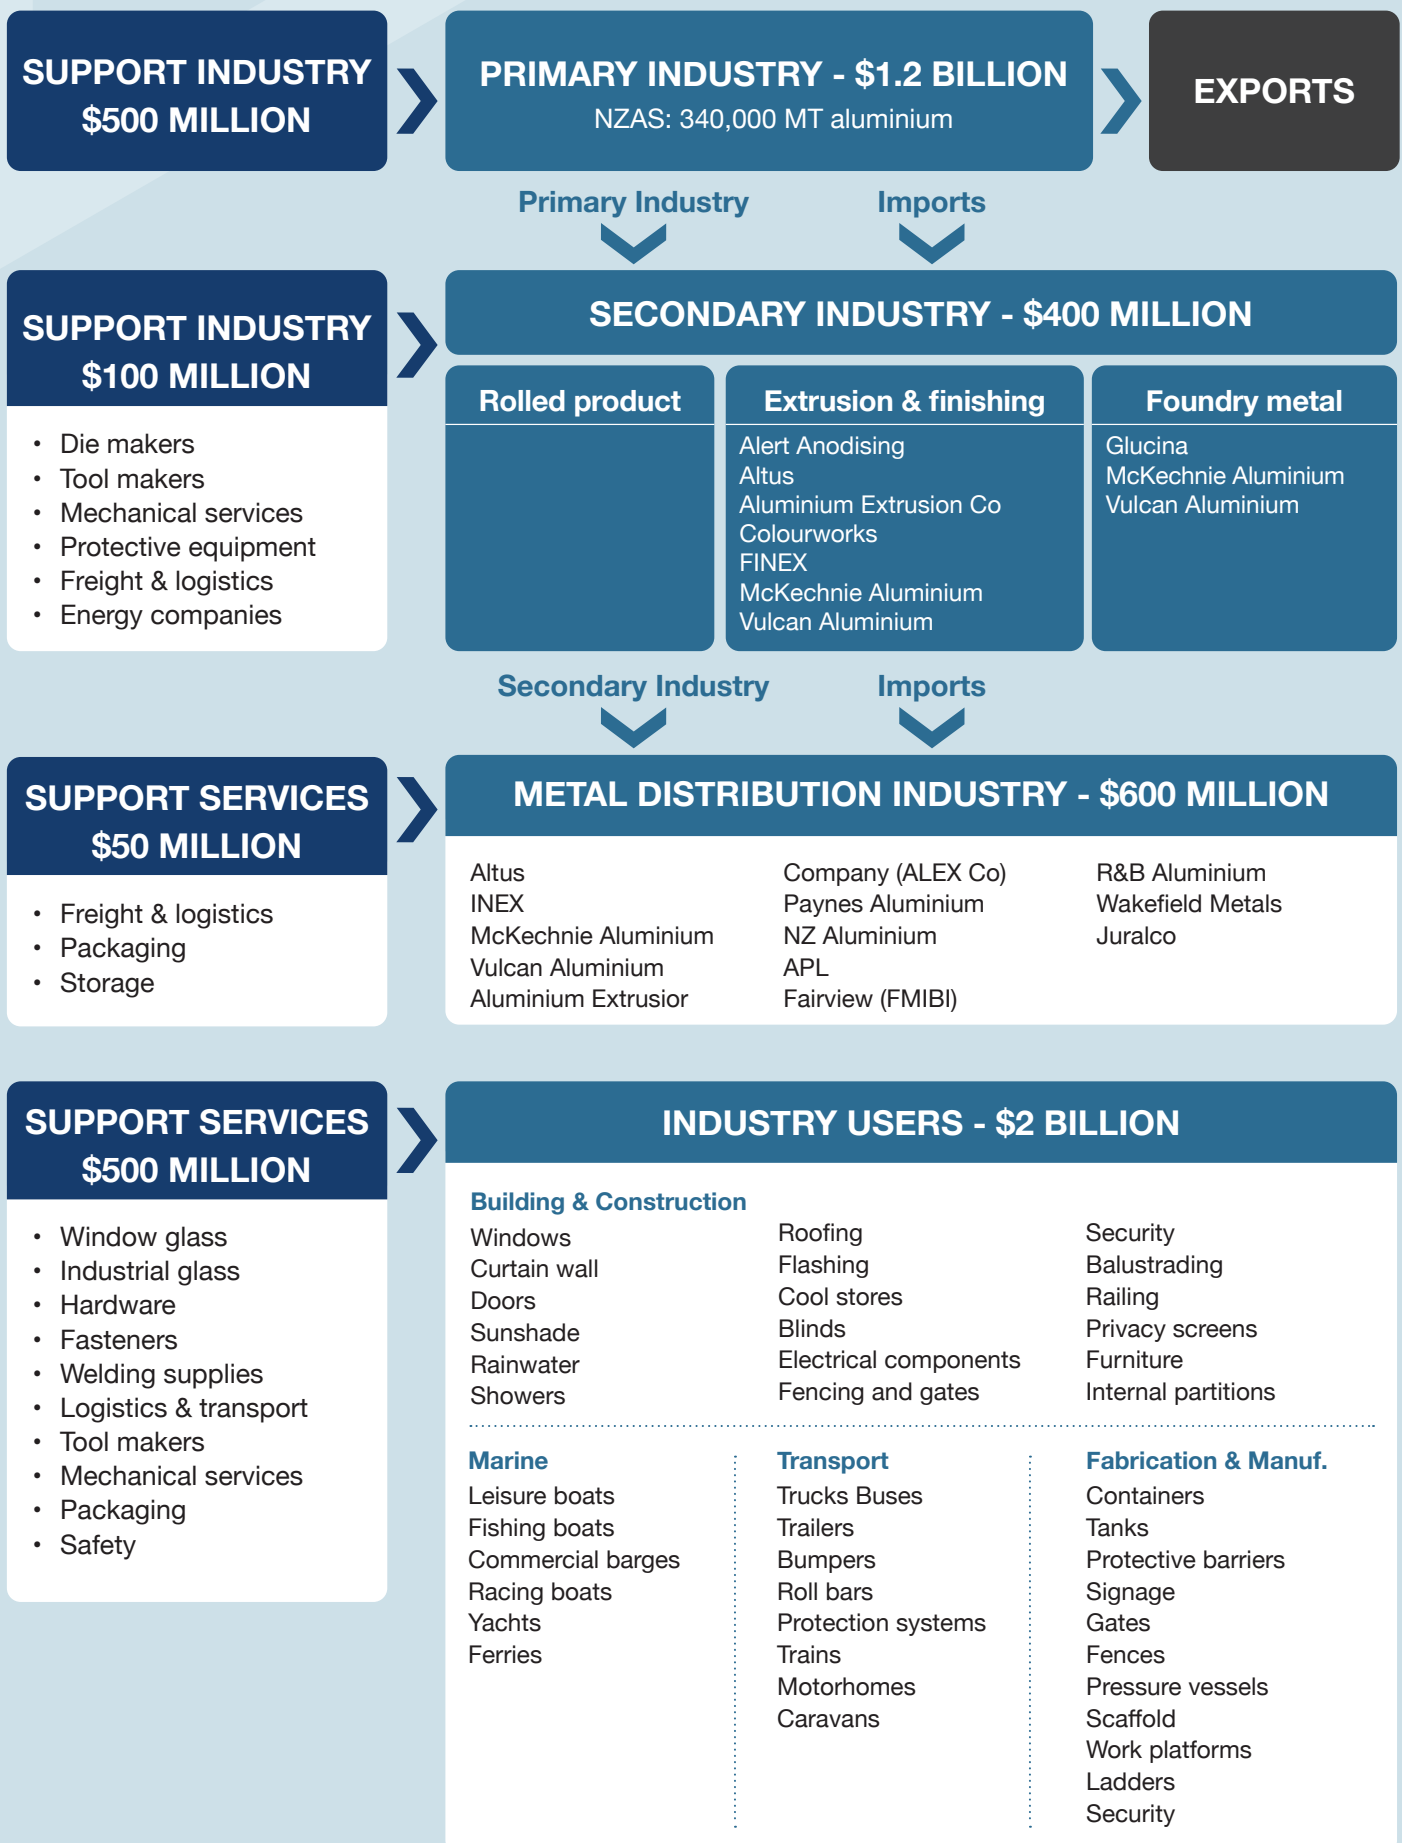 SUPPORT INDUSTRY
$500 MILLION
PRIMARY INDUSTRY - $1.2 BILLION
NZAS: 340,000 MT aluminium
EXPORTS
Primary Industry
Imports
SUPPORT INDUSTRY
$100 MILLION
• Die makers
• Tool makers
• Mechanical services
• Protective equipment
• Freight & logistics
• Energy companies
SECONDARY INDUSTRY - $400 MILLION
Rolled product
Extrusion & finishing
Alert Anodising
Altus
Aluminium Extrusion Co
Colourworks
FINEX
McKechnie Aluminium
Vulcan Aluminium
Foundry metal
Glucina
McKechnie Aluminium
Vulcan Aluminium
Secondary Industry
Imports
SUPPORT SERVICES
$50 MILLION
• Freight & logistics
• Packaging
• Storage
METAL DISTRIBUTION INDUSTRY - $600 MILLION
Altus
INEX
McKechnie Aluminium
Vulcan Aluminium
Aluminium Extrusior
Company (ALEX Co)
Paynes Aluminium
NZ Aluminium
APL
Fairview (FMIBI)
R&B Aluminium
Wakefield Metals
Juralco
SUPPORT SERVICES
$500 MILLION
• Window glass
• Industrial glass
• Hardware
• Fasteners
• Welding supplies
• Logistics & transport
• Tool makers
• Mechanical services
• Packaging
• Safety
INDUSTRY USERS - $2 BILLION
Building & Construction
Windows
Curtain wall
Doors
Sunshade
Rainwater
Showers
Roofing
Flashing
Cool stores
Blinds
Electrical components
Fencing and gates
Security
Balustrading
Railing
Privacy screens
Furniture
Internal partitions
Marine
Leisure boats
Fishing boats
Commercial barges
Racing boats
Yachts
Ferries
Transport
Trucks Buses
Trailers
Bumpers
Roll bars
Protection systems
Trains
Motorhomes
Caravans
Fabrication & Manuf.
Containers
Tanks
Protective barriers
Signage
Gates
Fences
Pressure vessels
Scaffold
Work platforms
Ladders
Security